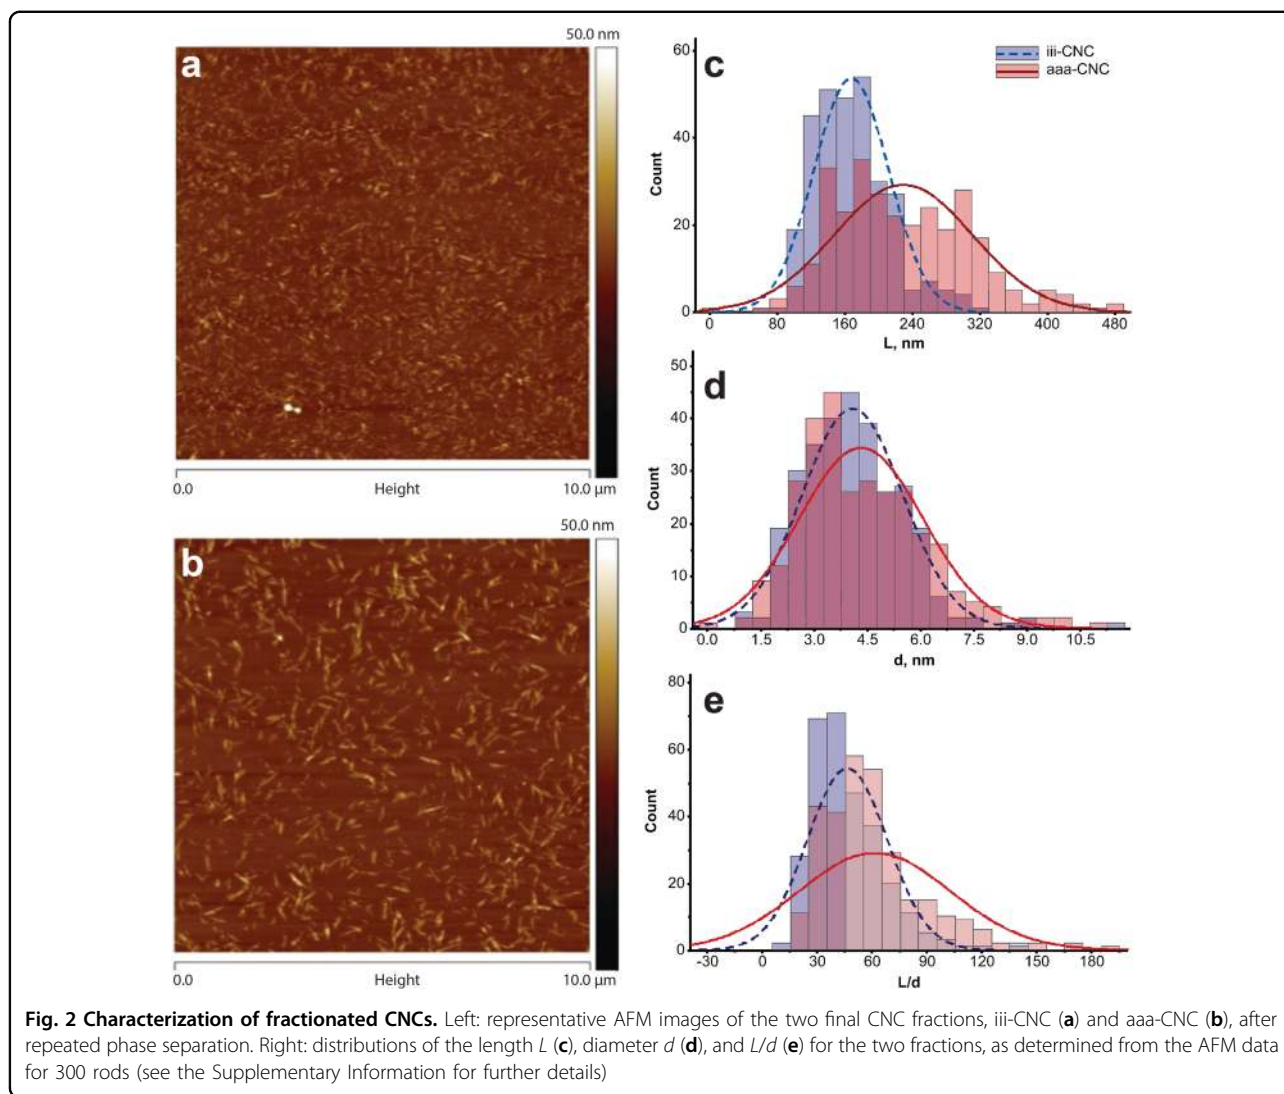 a
50.0 nm
0.0 Height 10.0 µm
b
50.0 nm
0.0 Height 10.0 µm
c
iii-CNC
aaa-CNC
60
40
20
0
Count
0 80 160 240 320 400 480
L, nm
d
50
40
30
20
10
0
Count
0.0 1.5 3.0 4.5 6.0 7.5 9.0 10.5
d, nm
e
80
60
40
20
0
Count
-30 0 30 60 90 120 150 180
L/d
Fig. 2 Characterization of fractionated CNCs. Left: representative AFM images of the two final CNC fractions, iii-CNC (a) and aaa-CNC (b), after
repeated phase separation. Right: distributions of the length L (c), diameter d (d), and L/d (e) for the two fractions, as determined from the AFM data
for 300 rods (see the Supplementary Information for further details)